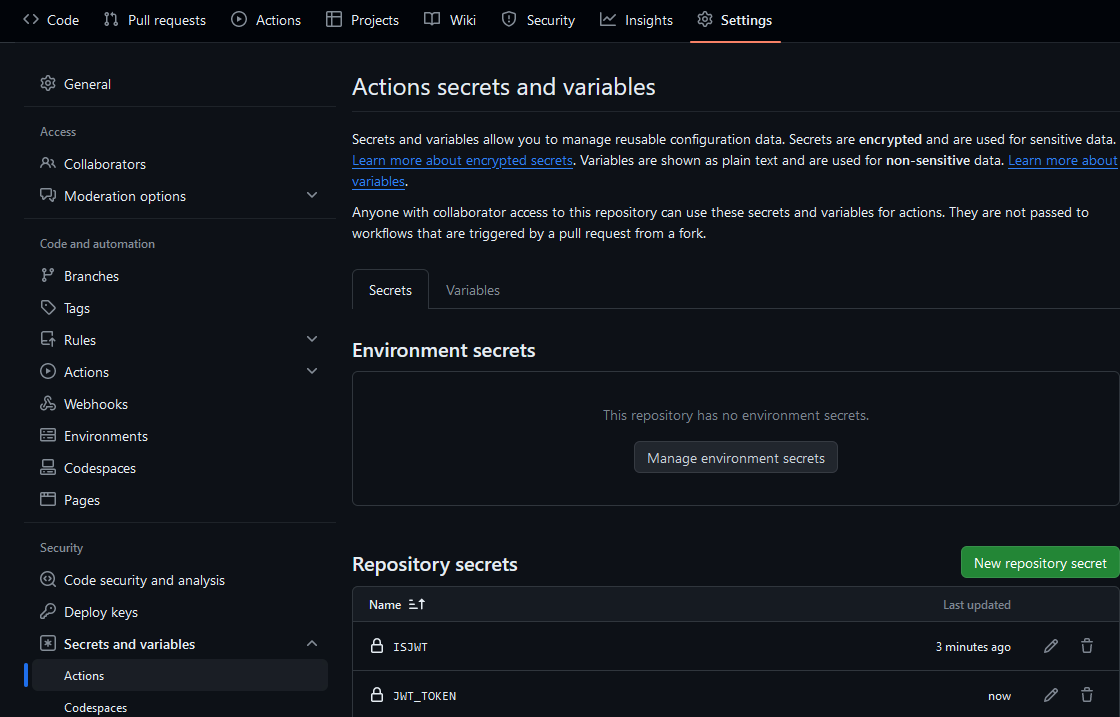 Code Pull requests Actions Projects Wiki Security Insights Settings
General
Access
Collaborators
Moderation options
Code and automation
Branches
Tags
Rules
Actions
Webhooks
Environments
Codespaces
Pages
Security
Code security and analysis
Deploy keys
Secrets and variables
Actions
Codespaces
Actions secrets and variables
Secrets and variables allow you to manage reusable configuration data. Secrets are encrypted and are used for sensitive data.
Learn more about encrypted secrets. Variables are shown as plain text and are used for non-sensitive data. Learn more about
variables.
Anyone with collaborator access to this repository can use these secrets and variables for actions. They are not passed to
workflows that are triggered by a pull request from a fork.
Secrets Variables
Environment secrets
This repository has no environment secrets.
Manage environment secrets
Repository secrets New repository secret
Name Last updated
ISJWT 3 minutes ago
JWT_TOKEN now